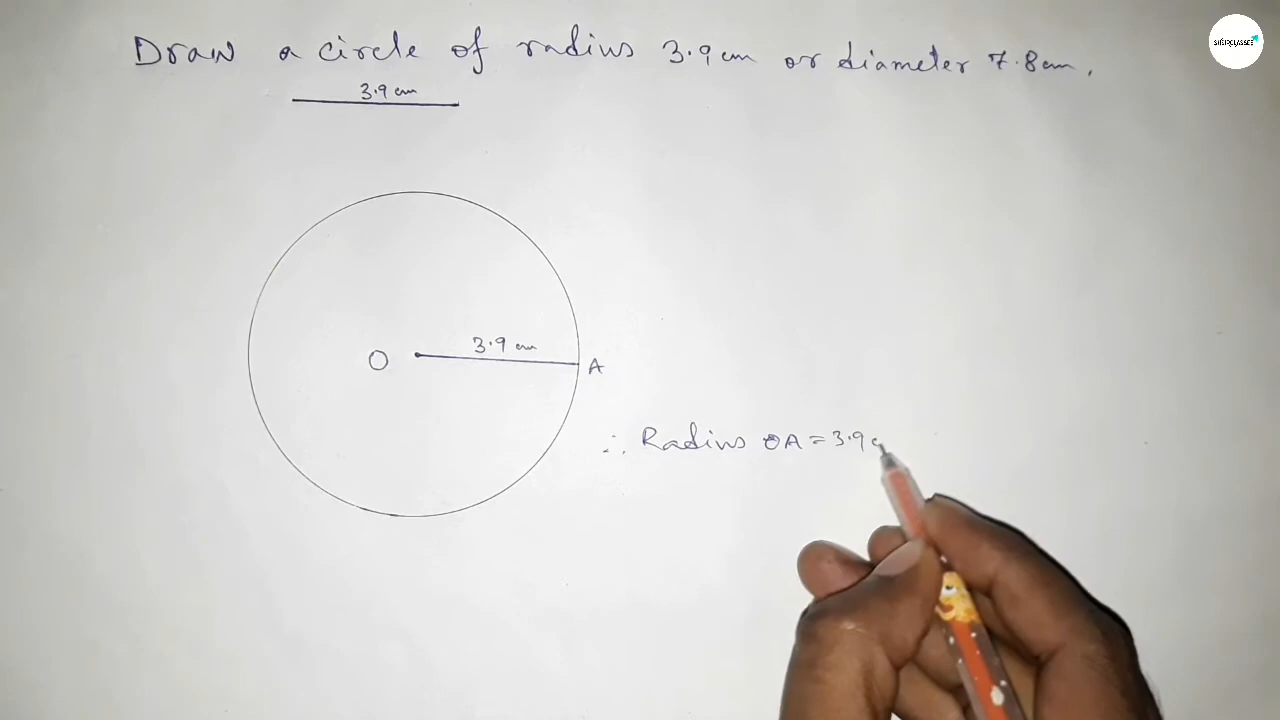 Draw a circle of radius 3.9 cm or diameter 7.8 cm.
3.9 cm
3.9 cm
O
A
∴ Radius OA = 3.9 c